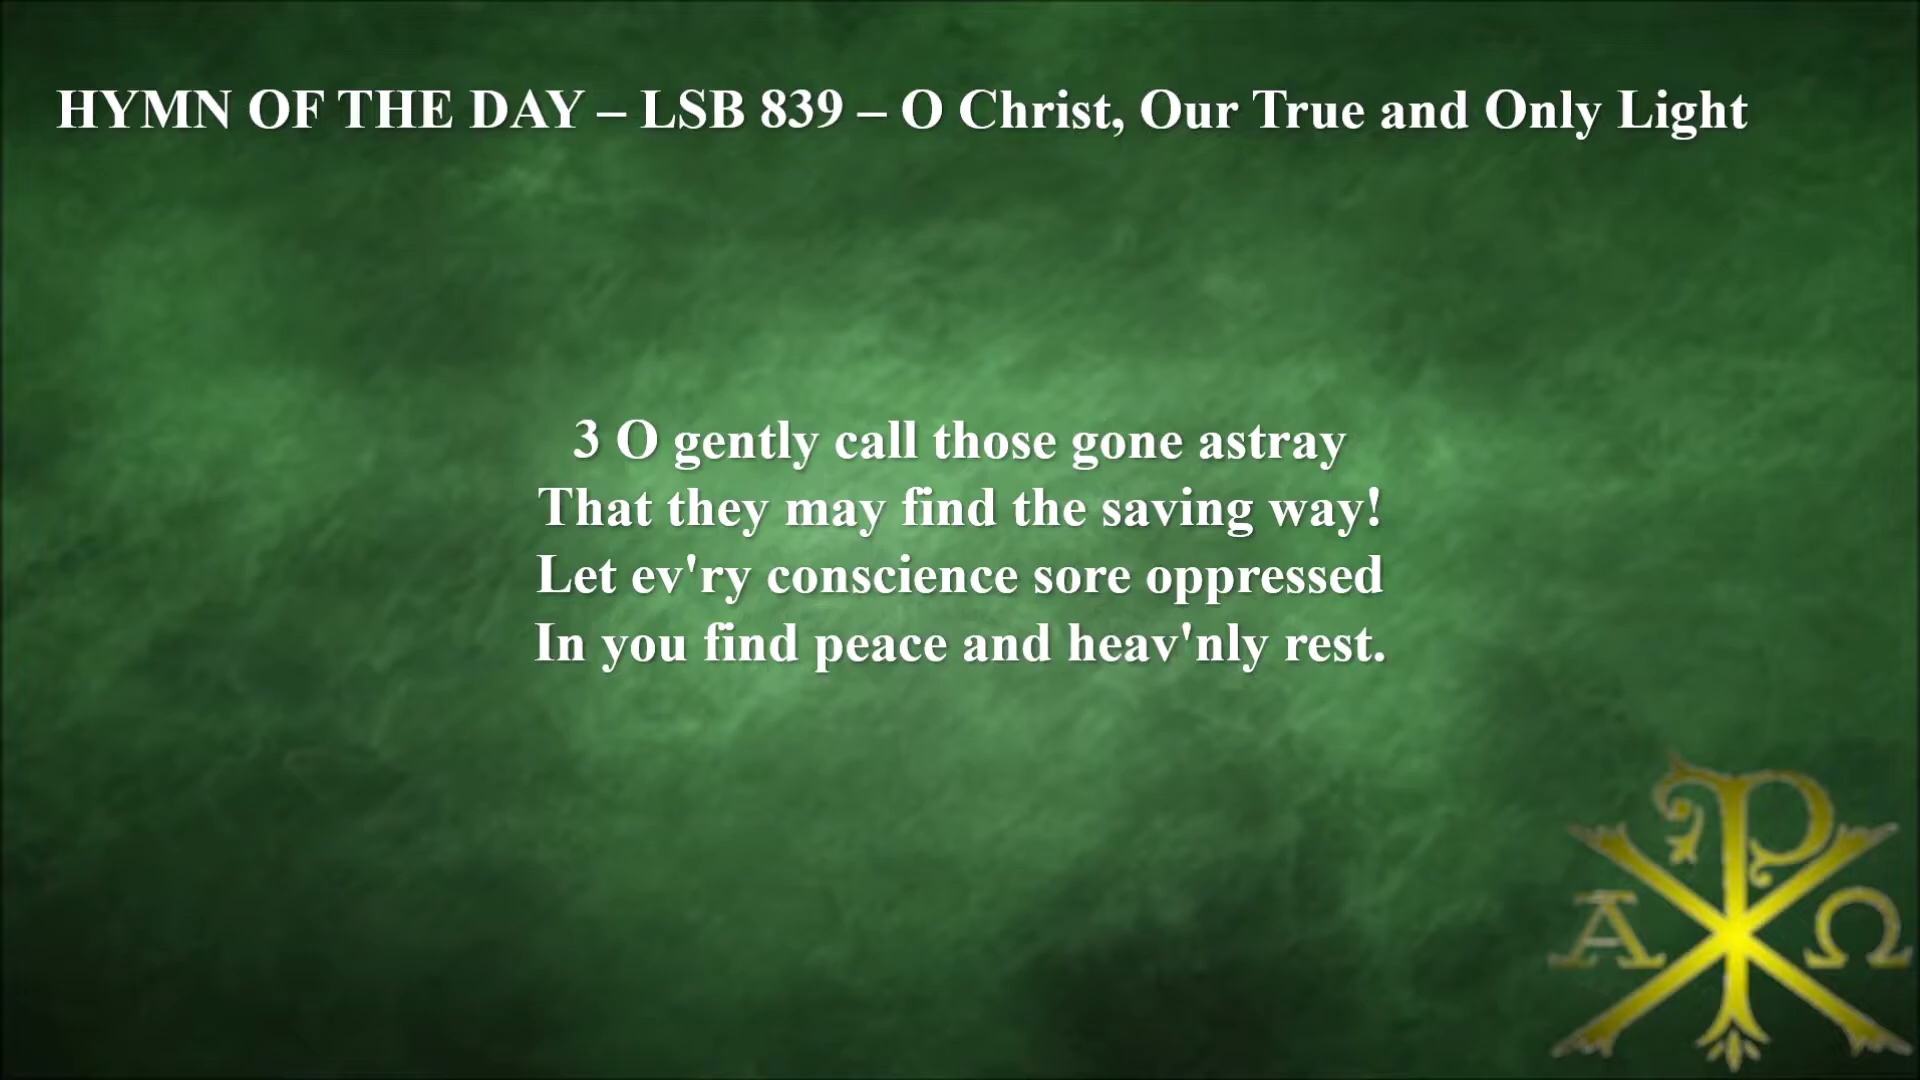 HYMN OF THE DAY – LSB 839 – O Christ, Our True and Only Light
3 O gently call those gone astray
That they may find the saving way!
Let ev'ry conscience sore oppressed
In you find peace and heav'nly rest.
Α Ω